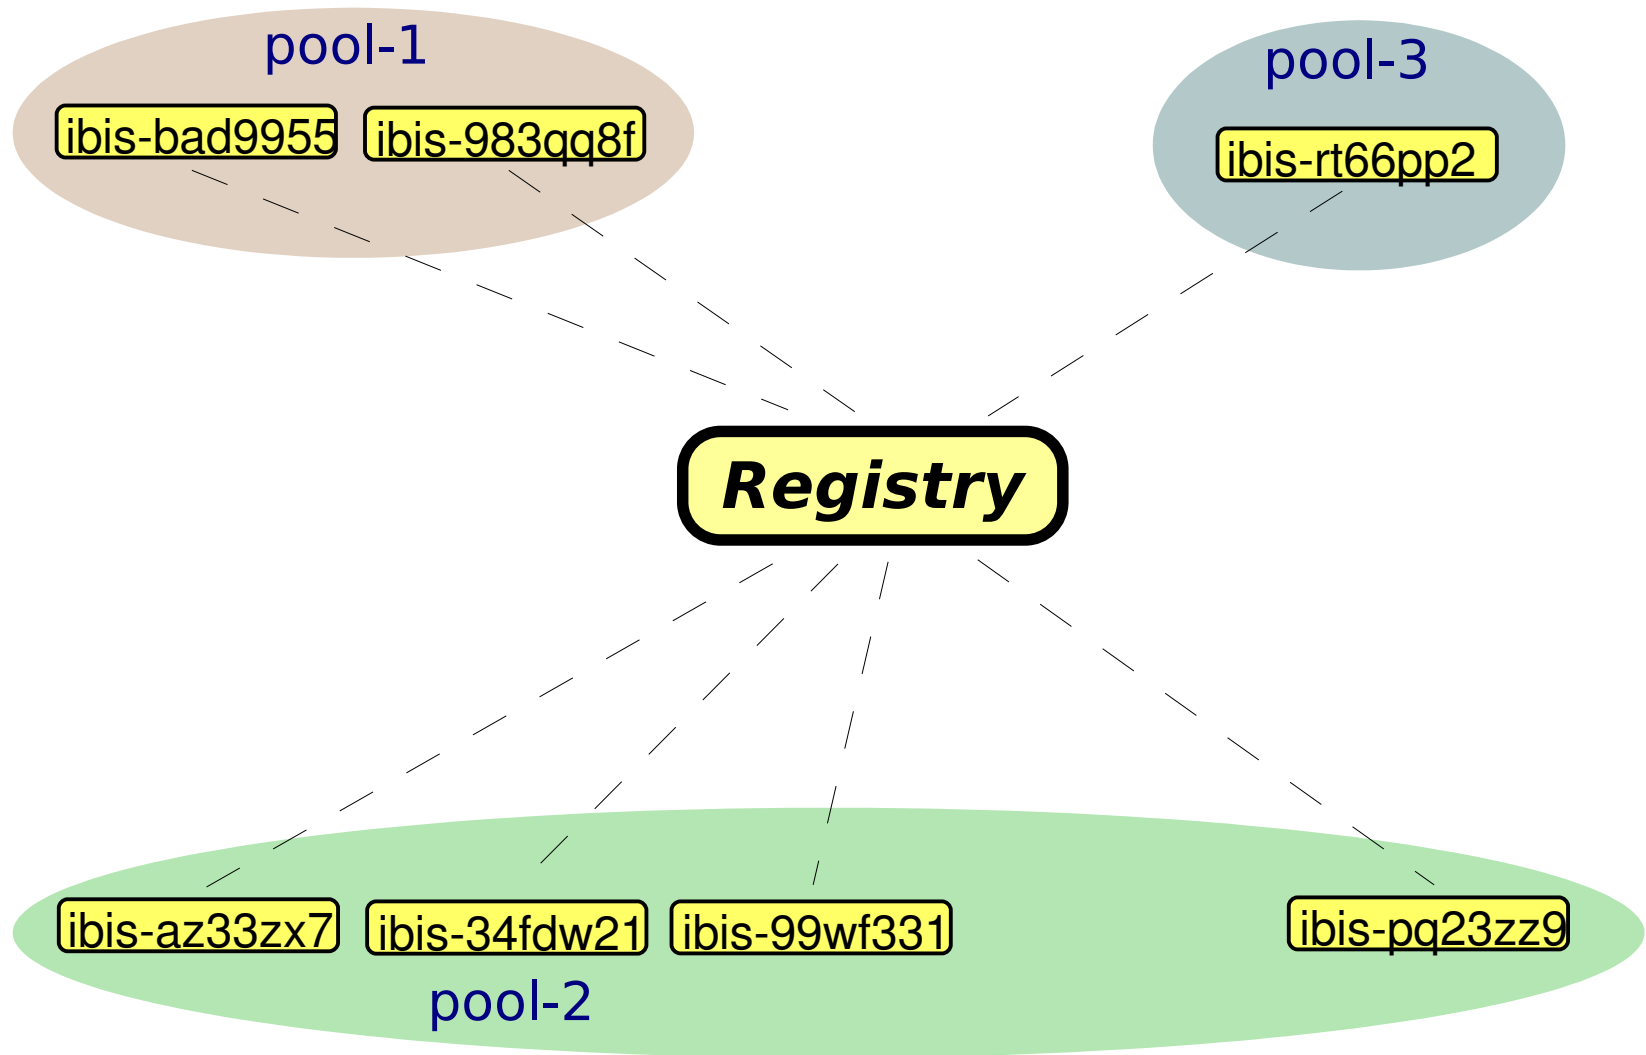 pool-1
ibis-bad9955
ibis-983qq8f
pool-3
ibis-rt66pp2
Registry
ibis-az33zx7
ibis-34fdw21
ibis-99wf331
ibis-pq23zz9
pool-2